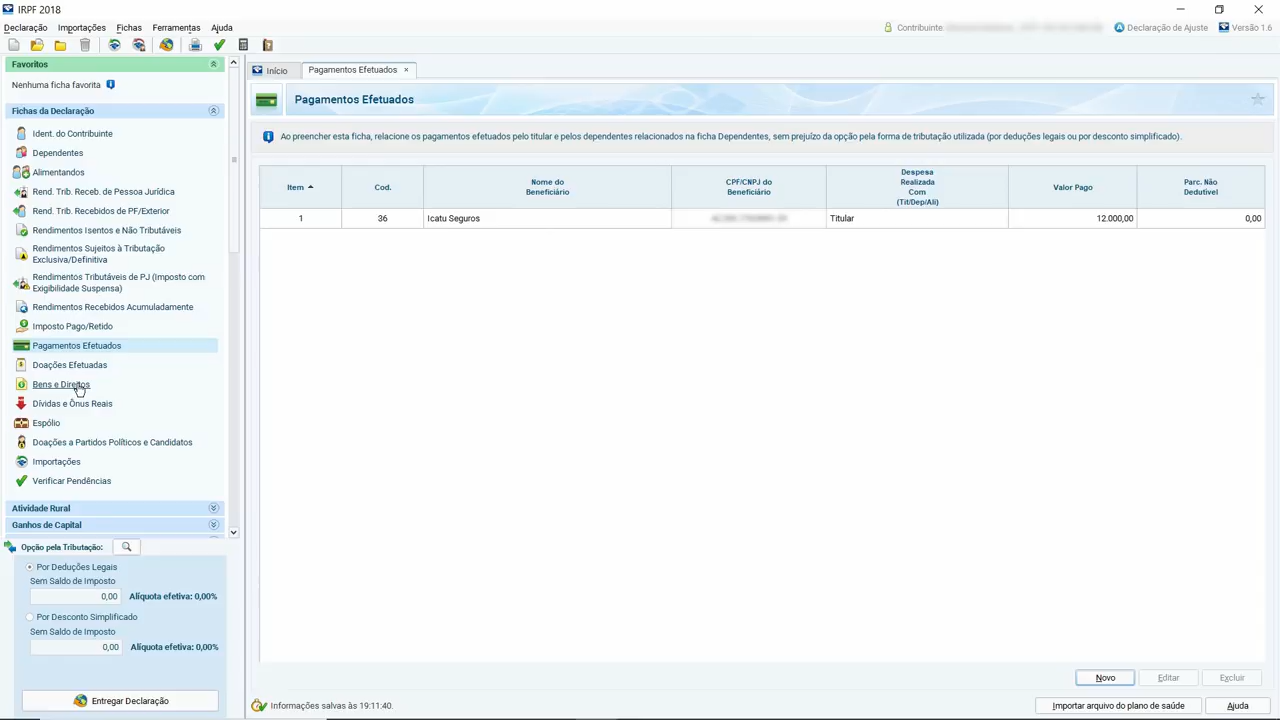 IRPF 2018
Declaração Importações Fichas Ferramentas Ajuda
Contribuinte
Declaração de Ajuste
Versão 1.6
Favoritos
Nenhuma ficha favorita
Fichas da Declaração
Ident. do Contribuinte
Dependentes
Alimentandos
Rend. Trib. Receb. de Pessoa Jurídica
Rend. Trib. Recebidos de PF/Exterior
Rendimentos Isentos e Não Tributáveis
Rendimentos Sujeitos à Tributação
Exclusiva/Definitiva
Rendimentos Tributáveis de PJ (Imposto com
Exigibilidade Suspensa)
Rendimentos Recebidos Acumuladamente
Imposto Pago/Retido
Pagamentos Efetuados
Doações Efetuadas
Bens e Direitos
Dívidas e Ônus Reais
Espólio
Doações a Partidos Políticos e Candidatos
Importações
Verificar Pendências
Atividade Rural
Ganhos de Capital
Opção pela Tributação:
Por Deduções Legais
Sem Saldo de Imposto
0,00 Alíquota efetiva: 0,00%
Por Desconto Simplificado
Sem Saldo de Imposto
0,00 Alíquota efetiva: 0,00%
Entregar Declaração
Início
Pagamentos Efetuados ×
Pagamentos Efetuados
Ao preencher esta ficha, relacione os pagamentos efetuados pelo titular e pelos dependentes relacionados na ficha Dependentes, sem prejuízo da opção pela forma de tributação utilizada (por deduções legais ou por desconto simplificado).
Item
Cod.
Nome do
Beneficiário
CPF/CNPJ do
Beneficiário
Despesa
Realizada
Com
(Tit/Dep/Ali)
Valor Pago
Parc. Não
Dedutível
1 36 Icatu Seguros Titular 12.000,00 0,00
Novo Editar Excluir
Informações salvas às 19:11:40.
Importar arquivo do plano de saúde
Ajuda